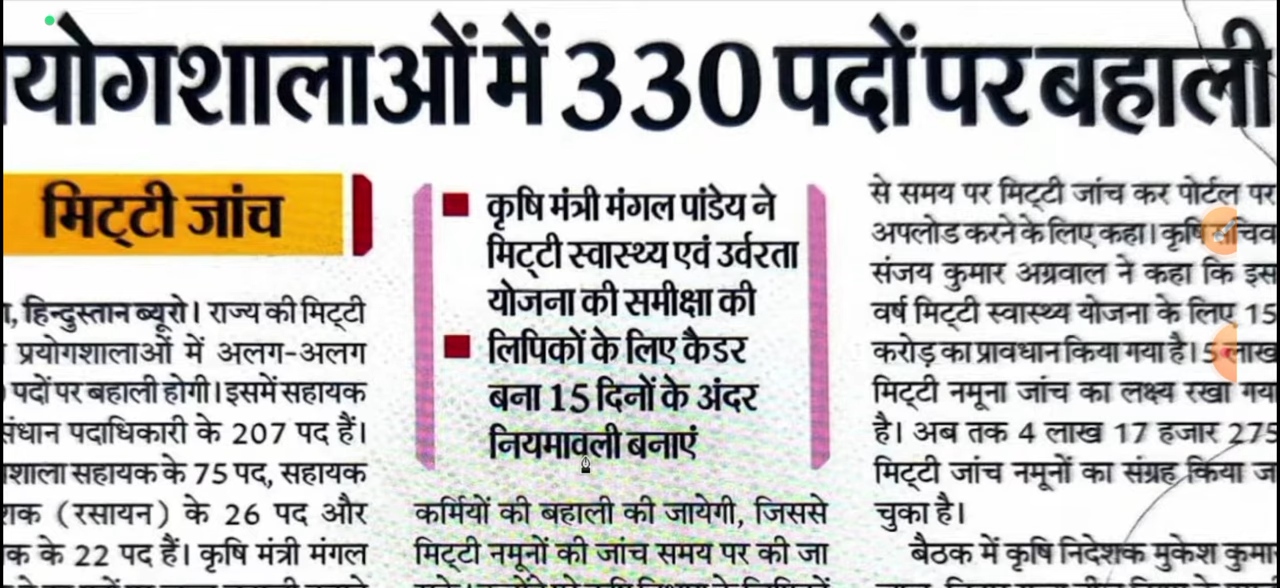 योगशालाओं में 330 पदों पर बहाली
मिट्टी जांच
हिन्दुस्तान ब्यूरो। राज्य की मिट्टी
प्रयोगशालाओं में अलग-अलग
पदों पर बहाली होगी। इसमें सहायक
संधान पदाधिकारी के 207 पद हैं।
शाला सहायक के 75 पद, सहायक
(रसायन) के 26 पद और
क के 22 पद हैं। कृषि मंत्री मंगल
कृषि मंत्री मंगल पांडेय ने
मिट्टी स्वास्थ्य एवं उर्वरता
योजना की समीक्षा की
लिपिकों के लिए कैडर
बना 15 दिनों के अंदर
नियमावली बनाएं
कर्मियों की बहाली की जायेगी, जिससे
मिट्टी नमूनों की जांच समय पर की जा
से समय पर मिट्टी जांच कर पोर्टल पर
अपलोड करने के लिए कहा। कृषि सचिव
संजय कुमार अग्रवाल ने कहा कि इस
वर्ष मिट्टी स्वास्थ्य योजना के लिए 15
करोड़ का प्रावधान किया गया है। 5 लाख
मिट्टी नमूना जांच का लक्ष्य रखा गय
है। अब तक 4 लाख 17 हजार 275
मिट्टी जांच नमूनों का संग्रह किया ज
चुका है।
बैठक में कृषि निदेशक मुकेश कुमा